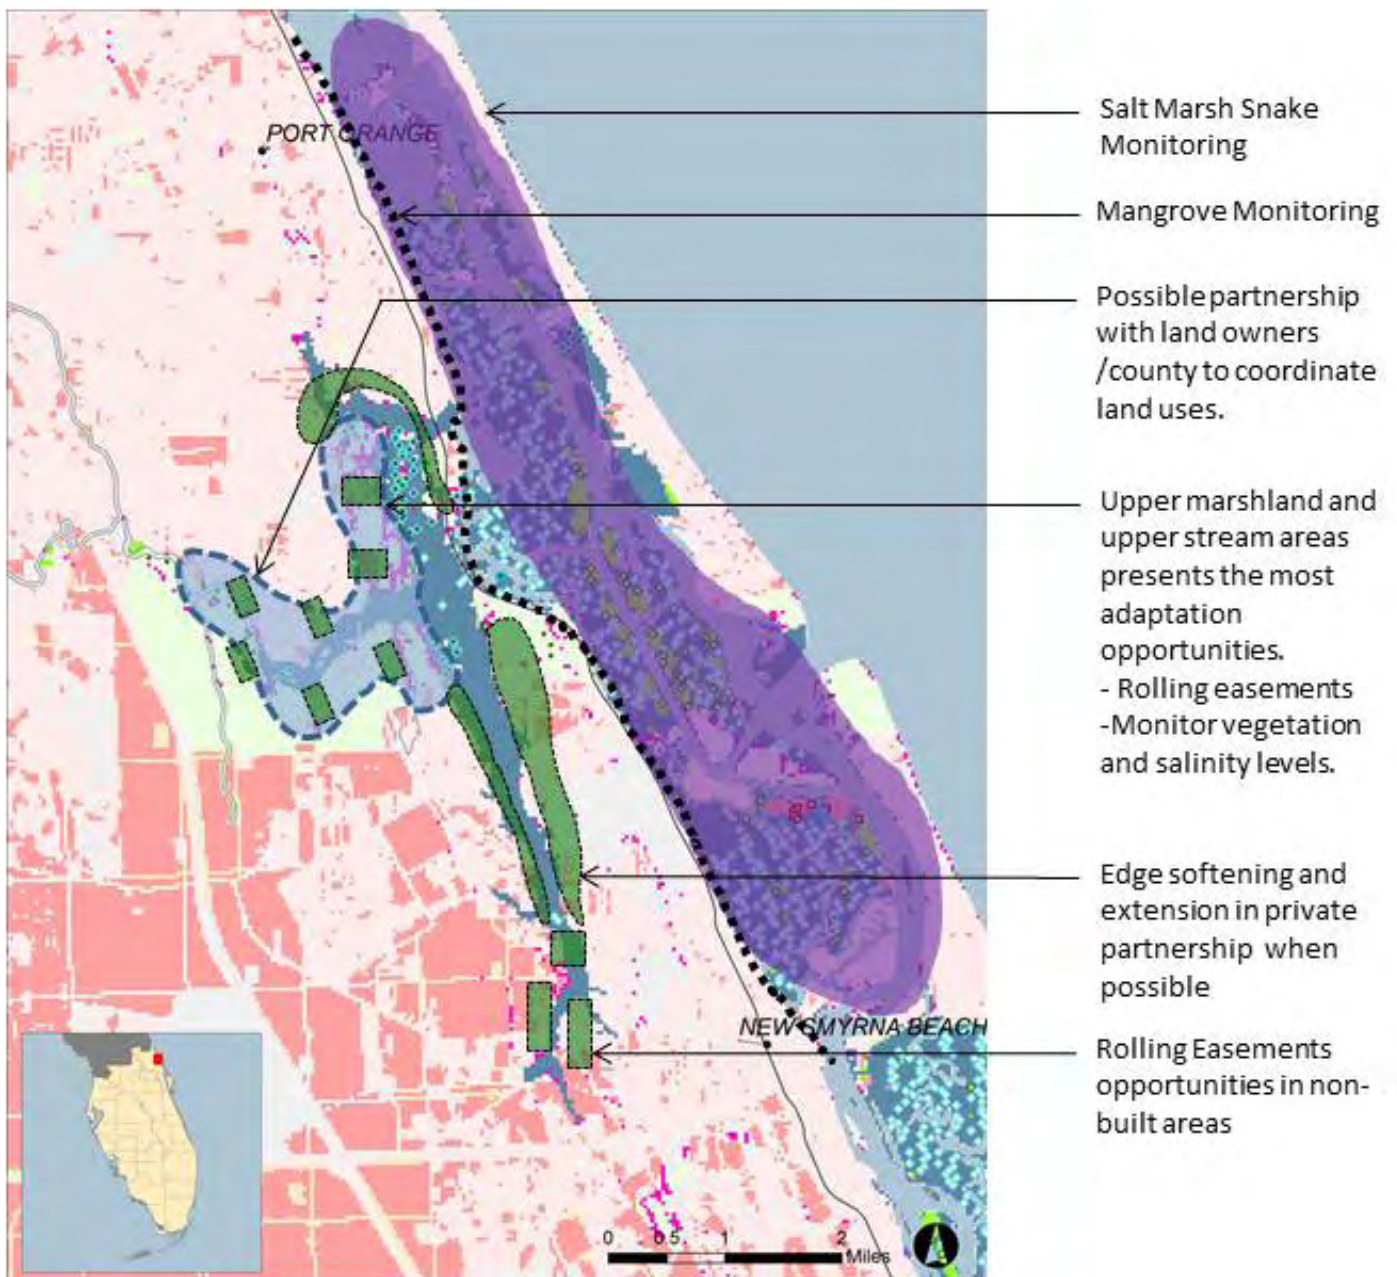 PORT ORANGE
Salt Marsh Snake
Monitoring
Mangrove Monitoring
Possible partnership
with land owners
/county to coordinate
land uses.
Upper marshland and
upper stream areas
presents the most
adaptation
opportunities.
- Rolling easements
-Monitor vegetation
and salinity levels.
Edge softening and
extension in private
partnership when
possible
NEW SMYRNA BEACH
Rolling Easements
opportunities in non-
built areas
0 0.5 1 2
Miles